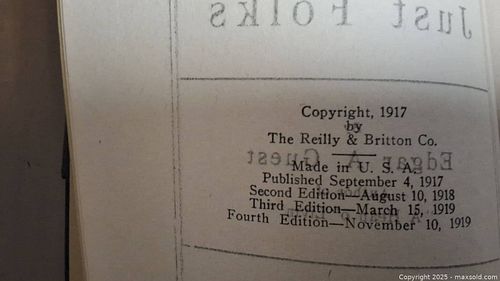 Just Folks
Copyright, 1917
by
The Reilly & Britton Co.
Edgar A. Guest
Made in U. S. A.
Published September 4, 1917
Second Edition—August 10, 1918
Third Edition—March 15, 1919
Fourth Edition—November 10, 1919
Copyright 2025 - maxsold.com